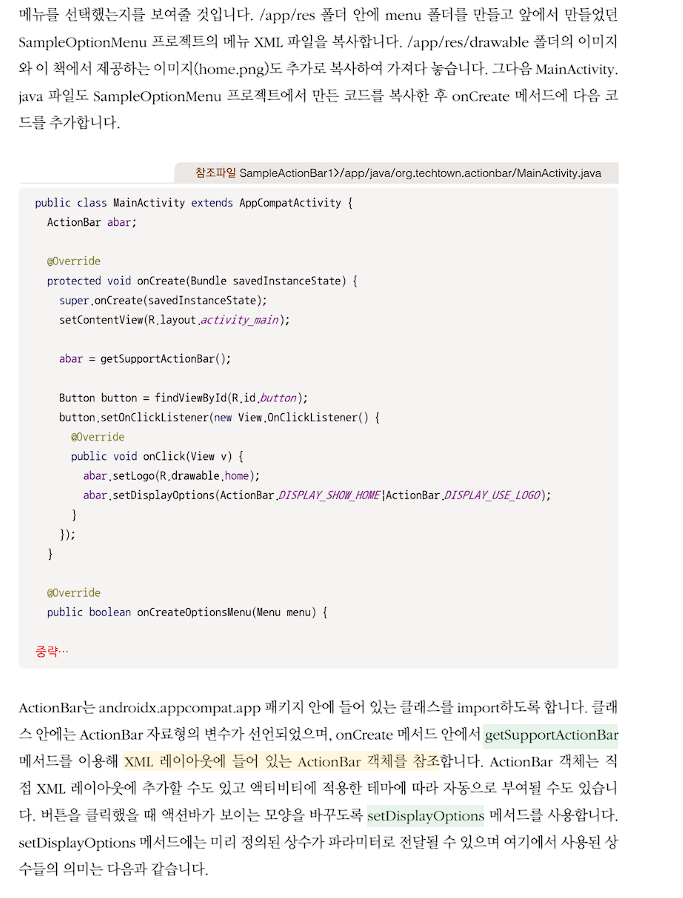 메뉴를 선택했는지를 보여줄 것입니다. /app/res 폴더 안에 menu 폴더를 만들고 앞에서 만들었던
SampleOptionMenu 프로젝트의 메뉴 XML 파일을 복사합니다. /app/res/drawable 폴더의 이미지
와 이 책에서 제공하는 이미지(home.png)도 추가로 복사하여 가져다 놓습니다. 그다음 MainActivity.
java 파일도 SampleOptionMenu 프로젝트에서 만든 코드를 복사한 후 onCreate 메서드에 다음 코
드를 추가합니다.
참조파일 SampleActionBar1>/app/java/org.techtown.actionbar/MainActivity.java
public class MainActivity extends AppCompatActivity {
ActionBar abar;
@Override
protected void onCreate(Bundle savedInstanceState) {
super.onCreate(savedInstanceState);
setContentView(R.layout.activity_main);
abar = getSupportActionBar();
Button button = findViewById(R.id.button);
button.setOnClickListener(new View.OnClickListener() {
@Override
public void onClick(View v) {
abar.setLogo(R.drawable.home);
abar.setDisplayOptions(ActionBar.DISPLAY_SHOW_HOME|ActionBar.DISPLAY_USE_LOGO);
}
});
}
@Override
public boolean onCreateOptionsMenu(Menu menu) {
중략…
ActionBar는 androidx.appcompat.app 패키지 안에 들어 있는 클래스를 import하도록 합니다. 클래
스 안에는 ActionBar 자료형의 변수가 선언되었으며, onCreate 메서드 안에서 getSupportActionBar
메서드를 이용해 XML 레이아웃에 들어 있는 ActionBar 객체를 참조합니다. ActionBar 객체는 직
접 XML 레이아웃에 추가할 수도 있고 액티비티에 적용한 테마에 따라 자동으로 부여될 수도 있습니
다. 버튼을 클릭했을 때 액션바가 보이는 모양을 바꾸도록 setDisplayOptions 메서드를 사용합니다.
setDisplayOptions 메서드에는 미리 정의된 상수가 파라미터로 전달될 수 있으며 여기에서 사용된 상
수들의 의미는 다음과 같습니다.